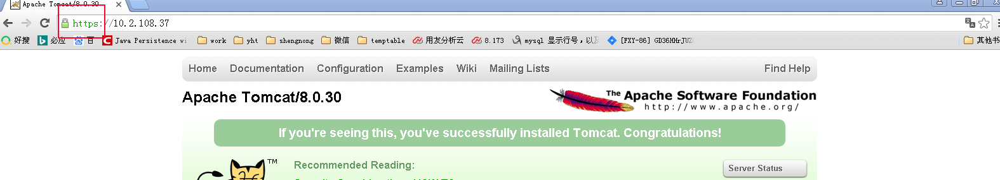 Apache Tomcat/8.0.30
https://10.2.108.37
好搜 必应 百 Java Persistence wi work yht shengnong 微信 temptable 用友分析云 8.173 mysql 显示行号，以及 [FXY-86] GD36HHrJUZ 其他书
Home Documentation Configuration Examples Wiki Mailing Lists Find Help
Apache Tomcat/8.0.30
The Apache Software Foundation
http://www.apache.org/
If you're seeing this, you've successfully installed Tomcat. Congratulations!
TM
Recommended Reading:
Server Status